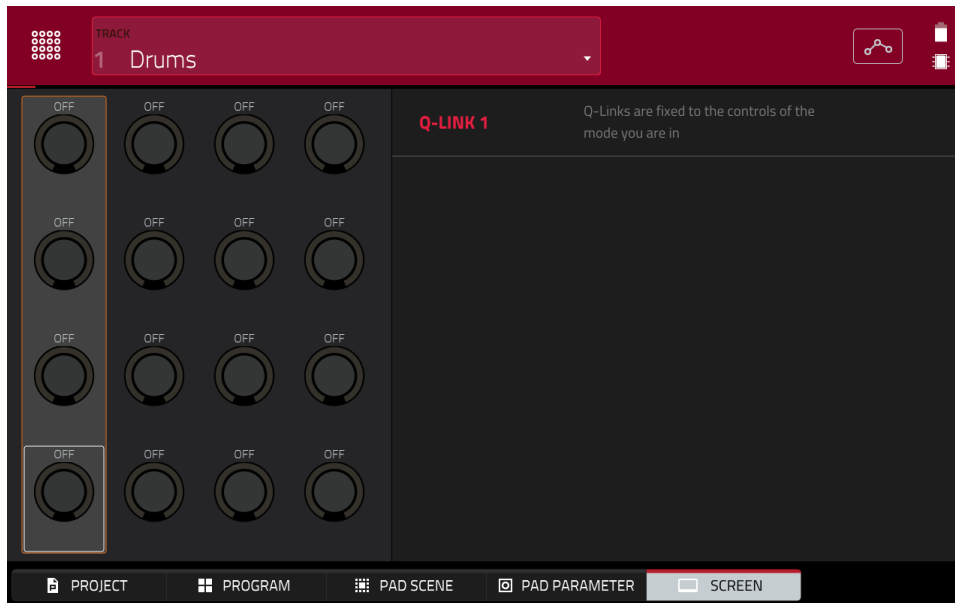 TRACK
1 Drums
OFF OFF OFF OFF
Q-LINK 1
Q-Links are fixed to the controls of the
mode you are in
OFF OFF OFF OFF
OFF OFF OFF OFF
OFF OFF OFF OFF
PROJECT
PROGRAM
PAD SCENE
PAD PARAMETER
SCREEN